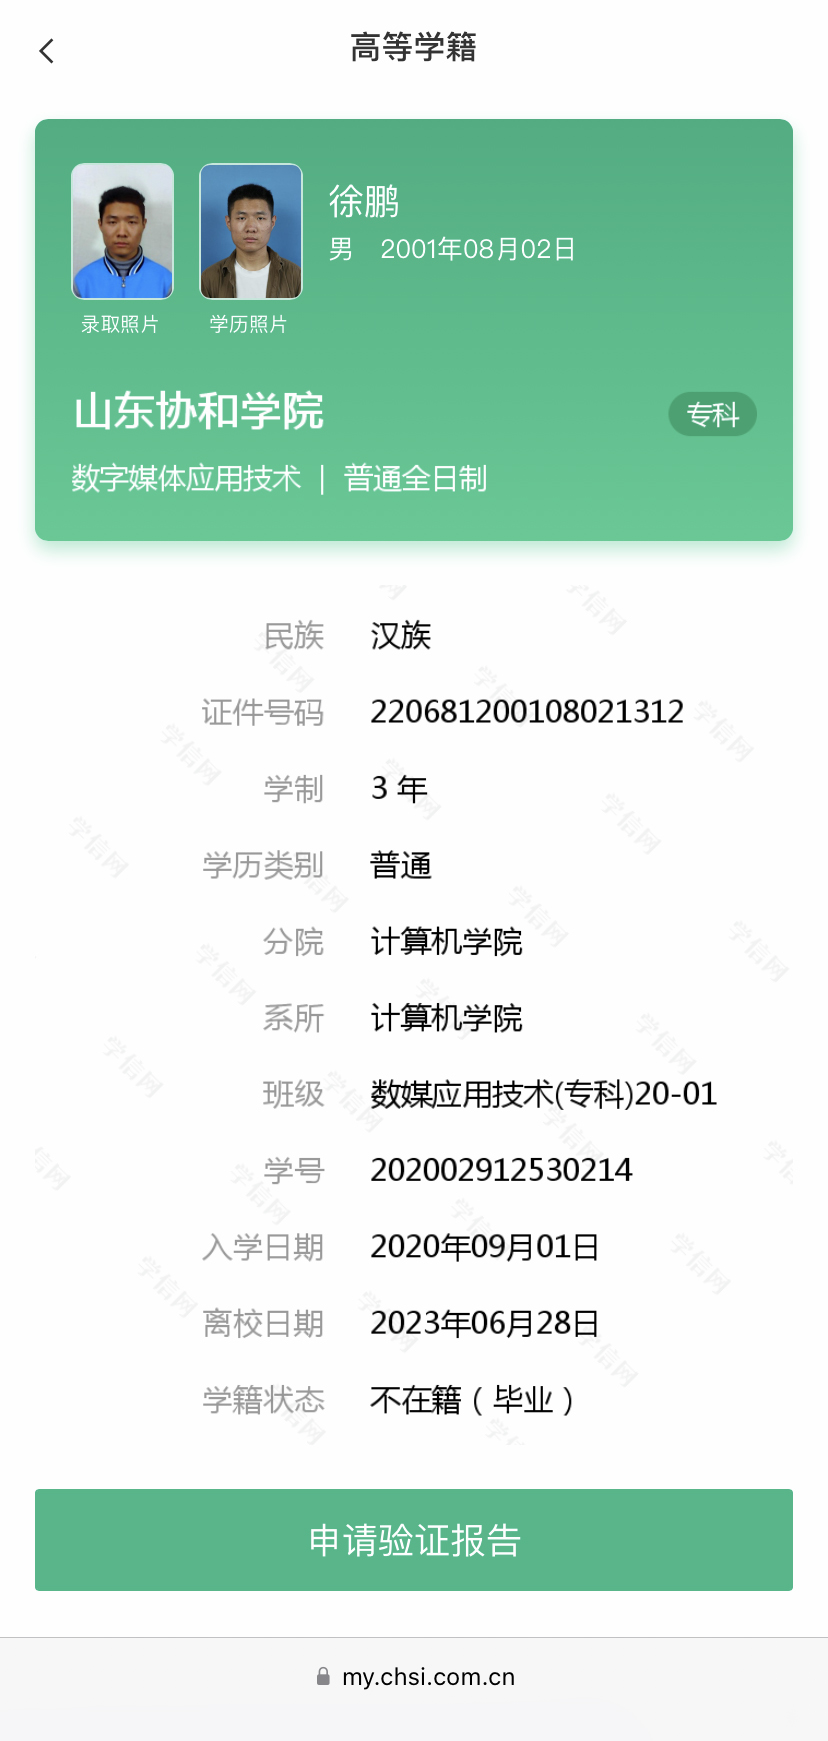 高等学籍
徐鹏
男 2001年08月02日
录取照片 学历照片
山东协和学院 专科
数字媒体应用技术 | 普通全日制
民族 汉族
证件号码 220681200108021312
学制 3 年
学历类别 普通
分院 计算机学院
系所 计算机学院
班级 数媒应用技术(专科)20-01
学号 202002912530214
入学日期 2020年09月01日
离校日期 2023年06月28日
学籍状态 不在籍（毕业）
申请验证报告
my.chsi.com.cn
学信网